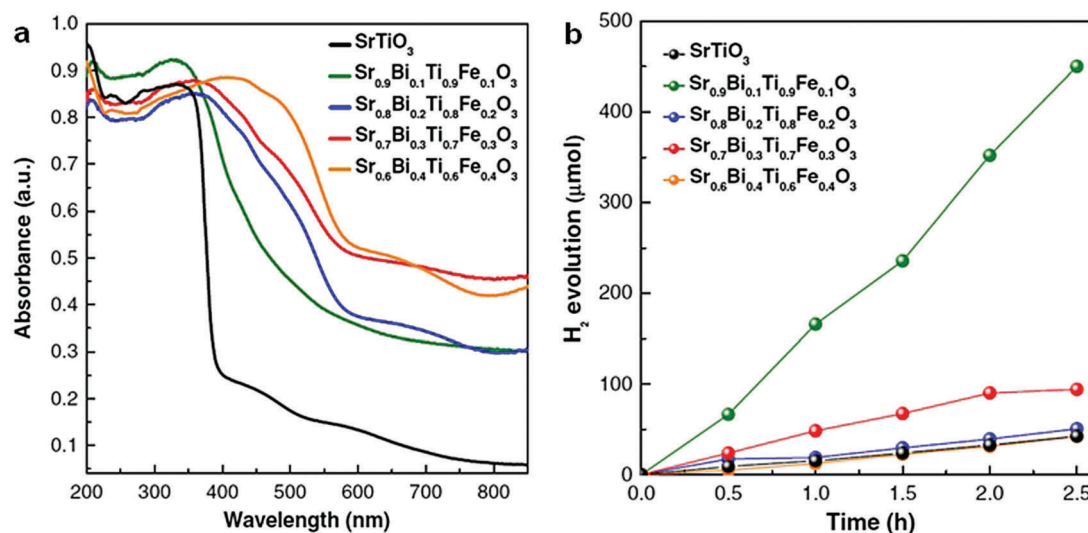 a
1.0
0.9
0.8
0.7
0.6
0.5
0.4
0.3
0.2
0.1
Absorbance (a.u.)
SrTiO₃
Sr₀.₉Bi₀.₁Ti₀.₉Fe₀.₁O₃
Sr₀.₈Bi₀.₂Ti₀.₈Fe₀.₂O₃
Sr₀.₇Bi₀.₃Ti₀.₇Fe₀.₃O₃
Sr₀.₆Bi₀.₄Ti₀.₆Fe₀.₄O₃
200 300 400 500 600 700 800
Wavelength (nm)
b
500
400
300
200
100
0
H₂ evolution (μmol)
SrTiO₃
Sr₀.₉Bi₀.₁Ti₀.₉Fe₀.₁O₃
Sr₀.₈Bi₀.₂Ti₀.₈Fe₀.₂O₃
Sr₀.₇Bi₀.₃Ti₀.₇Fe₀.₃O₃
Sr₀.₆Bi₀.₄Ti₀.₆Fe₀.₄O₃
0.0 0.5 1.0 1.5 2.0 2.5
Time (h)